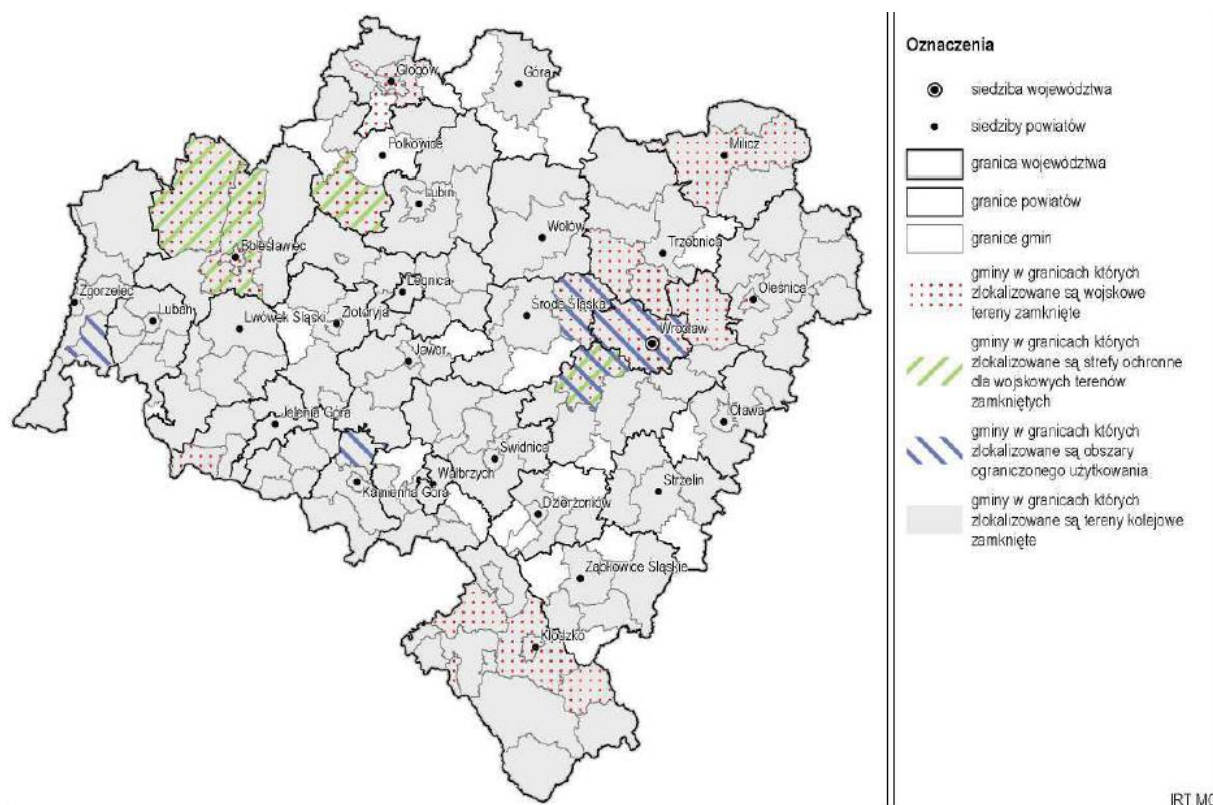 Głogów
Góra
Polkowice
Milicz
Lubin
Wołów
Trzebnica
Bolesławiec
Oleśnica
Zgorzelec
Legnica
Środa Śląska
Lubań
Lwówek Śląski
Złotoryja
Wrocław
Jawor
Jelenia Góra
Oława
Świdnica
Wałbrzych
Kamienna Góra
Strzelin
Dzierżoniów
Ząbkowice Śląskie
Kłodzko
Oznaczenia
siedziba województwa
siedziby powiatów
granica województwa
granice powiatów
granice gmin
gminy w granicach których
zlokalizowane są wojskowe
tereny zamknięte
gminy w granicach których
zlokalizowane są strefy ochronne
dla wojskowych terenów
zamkniętych
gminy w granicach których
zlokalizowane są obszary
ograniczonego użytkowania
gminy w granicach których
zlokalizowane są tereny kolejowe
zamknięte
IRT